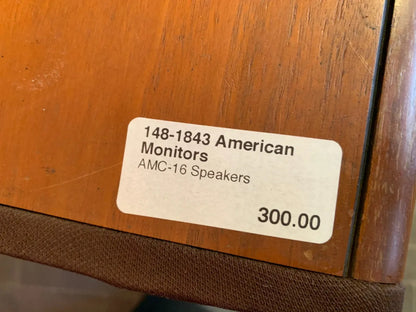 148-1843 American
Monitors
AMC-16 Speakers
300.00